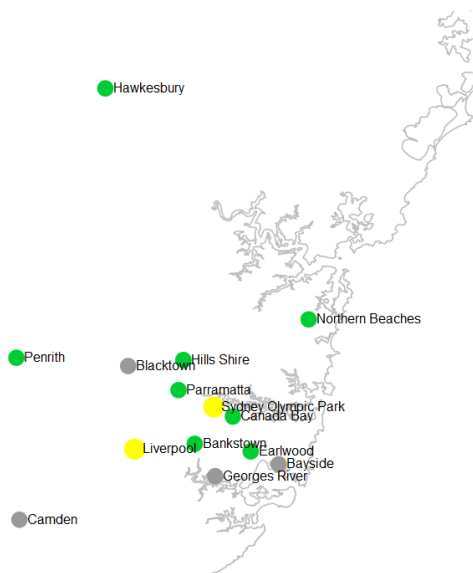 Hawkesbury
Northern Beaches
Penrith
Hills Shire
Blacktown
Parramatta
Sydney Olympic Park
Canada Bay
Bankstown
Liverpool
Earlwood
Bayside
Georges River
Camden